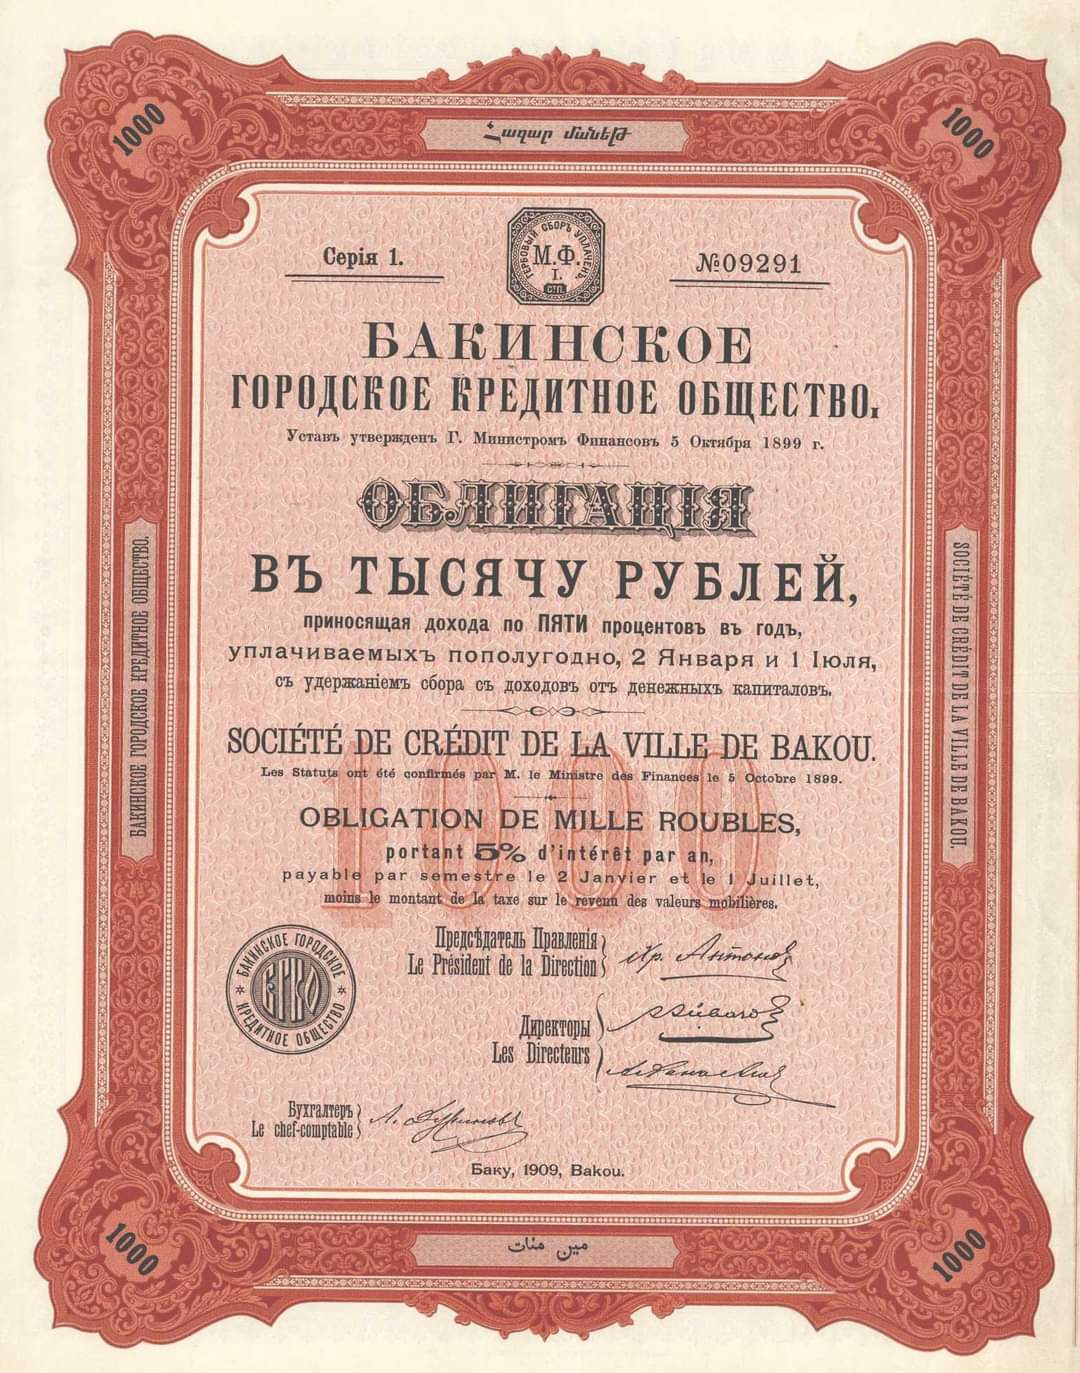 1000
Հազար մանեթ
1000
Серія 1.
ГЕРБОВЫЙ СБОРЪ УПЛАЧЕНЪ.
М.Ф.
I.
СТП.
№09291
БАКИНСКОЕ
ГОРОДСКОЕ КРЕДИТНОЕ ОБЩЕСТВО.
Уставъ утвержденъ Г. Министромъ Финансовъ 5 Октября 1899 г.
ОБЛИГАЦІЯ
ВЪ ТЫСЯЧУ РУБЛЕЙ,
приносящая дохода по ПЯТИ процентовъ въ годъ,
уплачиваемыхъ пополугодно, 2 Января и 1 Іюля,
съ удержаніемъ сбора съ доходовъ отъ денежныхъ капиталовъ.
БАКИНСКОЕ ГОРОДСКОЕ КРЕДИТНОЕ ОБЩЕСТВО.
SOCIÉTÉ DE CRÉDIT DE LA VILLE DE BAKOU.
SOCIÉTÉ DE CRÉDIT DE LA VILLE DE BAKOU.
Les Statuts ont été confirmés par M. le Ministre des Finances le 5 Octobre 1899.
1000
OBLIGATION DE MILLE ROUBLES,
portant 5% d'intérêt par an,
payable par semestre le 2 Janvier et le 1 Juillet,
moins le montant de la taxe sur le revenu des valeurs mobilières.
БАКИНСКОЕ ГОРОДСКОЕ
КРЕДИТНОЕ ОБЩЕСТВО
БГКО
Предсѣдатель Правленія
Le Président de la Direction
Ир. Антонов
Директоры
Les Directeurs
Бухгалтеръ
Le chef-comptable
Баку, 1909, Bakou.
1000
مین منات
1000